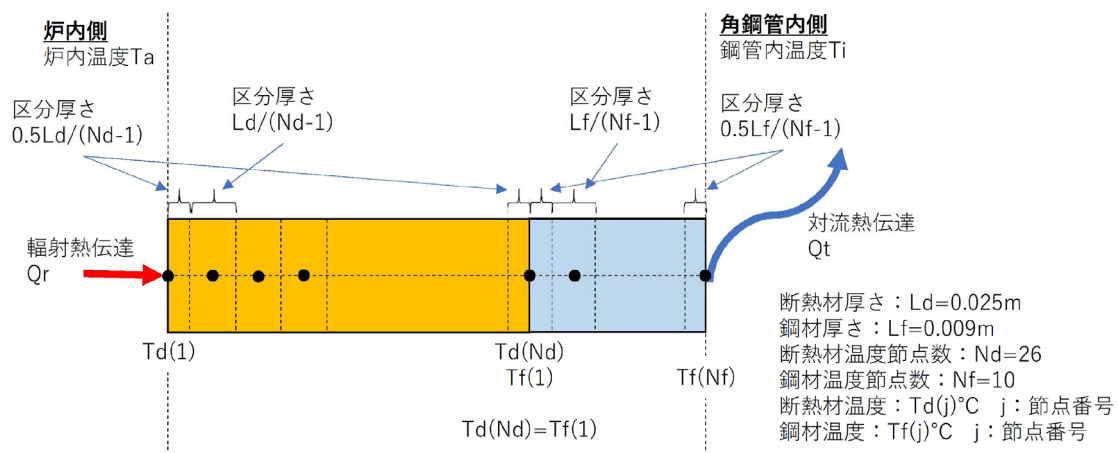 炉内側
炉内温度Ta
角鋼管内側
鋼管内温度Ti
区分厚さ
0.5Ld/(Nd-1)
区分厚さ
Ld/(Nd-1)
区分厚さ
Lf/(Nf-1)
区分厚さ
0.5Lf/(Nf-1)
輻射熱伝達
Qr
対流熱伝達
Qt
Td(1)
Td(Nd)
Tf(1)
Tf(Nf)
Td(Nd)=Tf(1)
断熱材厚さ：Ld=0.025m
鋼材厚さ：Lf=0.009m
断熱材温度節点数：Nd=26
鋼材温度節点数：Nf=10
断熱材温度：Td(j)°C　j：節点番号
鋼材温度：Tf(j)°C　j：節点番号